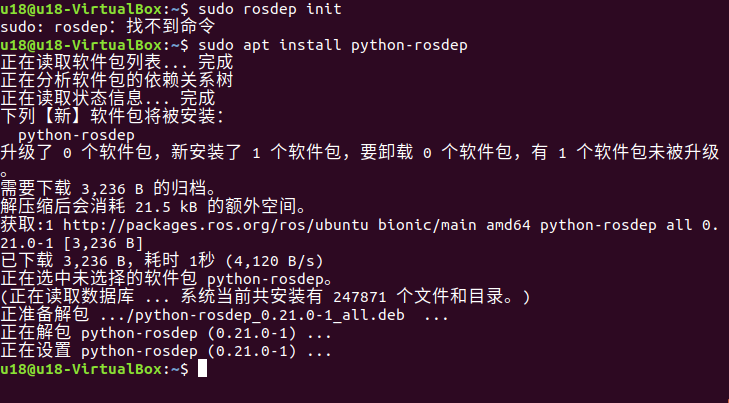 u18@u18-VirtualBox:~$ sudo rosdep init
sudo: rosdep：找不到命令
u18@u18-VirtualBox:~$ sudo apt install python-rosdep
正在读取软件包列表... 完成
正在分析软件包的依赖关系树
正在读取状态信息... 完成
下列【新】软件包将被安装：
  python-rosdep
升级了 0 个软件包，新安装了 1 个软件包，要卸载 0 个软件包，有 1 个软件包未被升级
。
需要下载 3,236 B 的归档。
解压缩后会消耗 21.5 kB 的额外空间。
获取:1 http://packages.ros.org/ros/ubuntu bionic/main amd64 python-rosdep all 0.
21.0-1 [3,236 B]
已下载 3,236 B，耗时 1秒 (4,120 B/s)
正在选中未选择的软件包 python-rosdep。
(正在读取数据库 ... 系统当前共安装有 247871 个文件和目录。)
正准备解包 .../python-rosdep_0.21.0-1_all.deb  ...
正在解包 python-rosdep (0.21.0-1) ...
正在设置 python-rosdep (0.21.0-1) ...
u18@u18-VirtualBox:~$